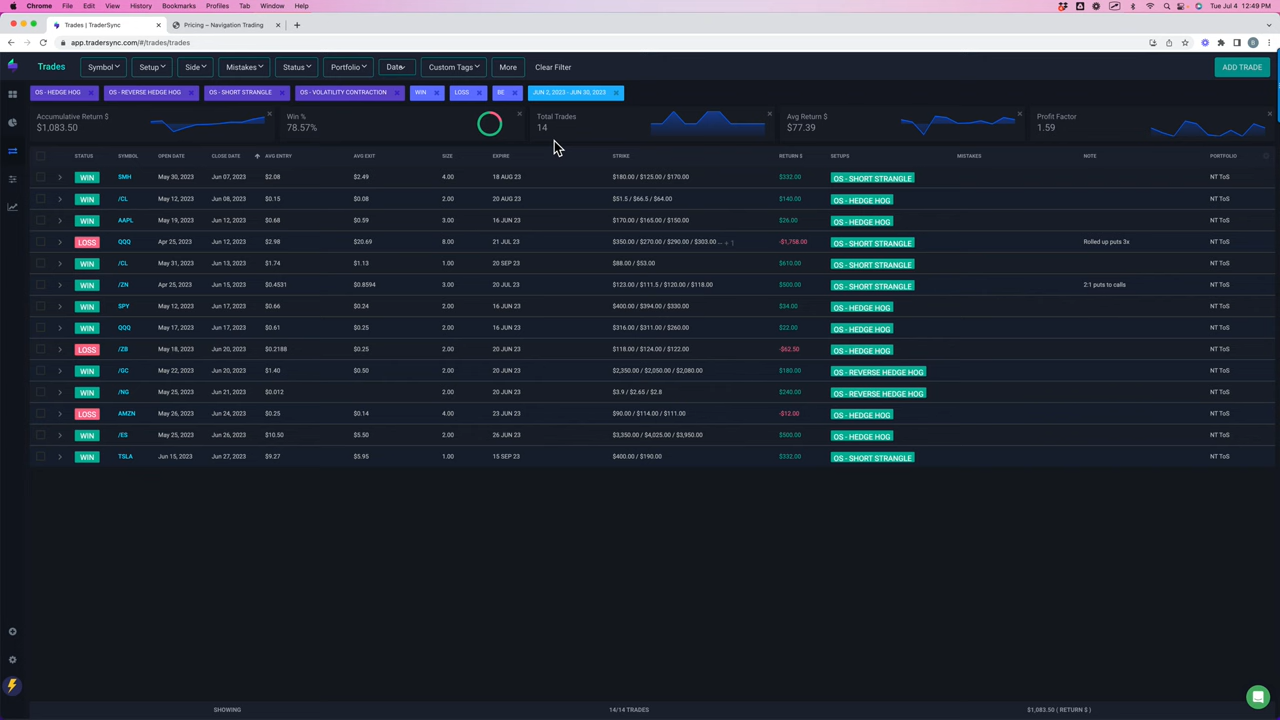 Chrome File Edit View History Bookmarks Profiles Tab Window Help Tue Jul 4 12:49 PM
Trades | TraderSync Pricing – Navigation Trading
app.tradersync.com/#/trades/trades
Trades Symbol Setup Side Mistakes Status Portfolio Date Custom Tags More Clear Filter ADD TRADE
OS - HEDGE HOG OS - REVERSE HEDGE HOG OS - SHORT STRANGLE OS - VOLATILITY CONTRACTION WIN LOSS BE JUN 2, 2023 - JUN 30, 2023
Accumulative Return $ Win % Total Trades Avg Return $ Profit Factor
$1,083.50 78.57% 14 $77.39 1.59
STATUS SYMBOL OPEN DATE CLOSE DATE AVG ENTRY AVG EXIT SIZE EXPIRE STRIKE RETURN $ SETUPS MISTAKES NOTE PORTFOLIO
WIN SMH May 30, 2023 Jun 07, 2023 $2.08 $2.49 4.00 18 AUG 23 $180.00 / $125.00 / $170.00 $332.00 OS - SHORT STRANGLE NT ToS
WIN /CL May 12, 2023 Jun 08, 2023 $0.15 $0.08 2.00 20 AUG 23 $51.5 / $66.5 / $64.00 $140.00 OS - HEDGE HOG NT ToS
WIN AAPL May 19, 2023 Jun 12, 2023 $0.68 $0.59 3.00 16 JUN 23 $170.00 / $165.00 / $150.00 $26.00 OS - HEDGE HOG NT ToS
LOSS QQQ Apr 25, 2023 Jun 12, 2023 $2.98 $20.69 8.00 21 JUL 23 $350.00 / $270.00 / $290.00 / $303.00 ... + 1 -$1,758.00 OS - SHORT STRANGLE Rolled up puts 3x NT ToS
WIN /CL May 31, 2023 Jun 13, 2023 $1.74 $1.13 1.00 20 SEP 23 $88.00 / $53.00 $610.00 OS - SHORT STRANGLE NT ToS
WIN /ZN Apr 25, 2023 Jun 15, 2023 $0.4531 $0.8594 3.00 20 JUL 23 $123.00 / $111.5 / $120.00 / $118.00 $500.00 OS - SHORT STRANGLE 2:1 puts to calls NT ToS
WIN SPY May 12, 2023 Jun 17, 2023 $0.66 $0.24 2.00 16 JUN 23 $400.00 / $394.00 / $330.00 $34.00 OS - HEDGE HOG NT ToS
WIN QQQ May 17, 2023 Jun 17, 2023 $0.61 $0.25 2.00 16 JUN 23 $316.00 / $311.00 / $260.00 $22.00 OS - HEDGE HOG NT ToS
LOSS /ZB May 18, 2023 Jun 20, 2023 $0.2188 $0.25 2.00 20 JUN 23 $118.00 / $124.00 / $122.00 -$62.50 OS - HEDGE HOG NT ToS
WIN /GC May 22, 2023 Jun 20, 2023 $1.40 $0.50 2.00 20 JUN 23 $2,350.00 / $2,050.00 / $2,080.00 $180.00 OS - REVERSE HEDGE HOG NT ToS
WIN /NG May 25, 2023 Jun 21, 2023 $0.012 2.00 20 JUN 23 $3.9 / $2.65 / $2.8 $240.00 OS - REVERSE HEDGE HOG NT ToS
LOSS AMZN May 26, 2023 Jun 24, 2023 $0.25 $0.14 4.00 23 JUN 23 $90.00 / $114.00 / $111.00 -$12.00 OS - HEDGE HOG NT ToS
WIN /ES May 25, 2023 Jun 26, 2023 $10.50 $5.50 2.00 26 JUN 23 $3,350.00 / $4,025.00 / $3,950.00 $500.00 OS - HEDGE HOG NT ToS
WIN TSLA Jun 15, 2023 Jun 27, 2023 $9.27 $5.95 1.00 15 SEP 23 $400.00 / $190.00 $332.00 OS - SHORT STRANGLE NT ToS
SHOWING 14/14 TRADES $1,083.50 ( RETURN $ )